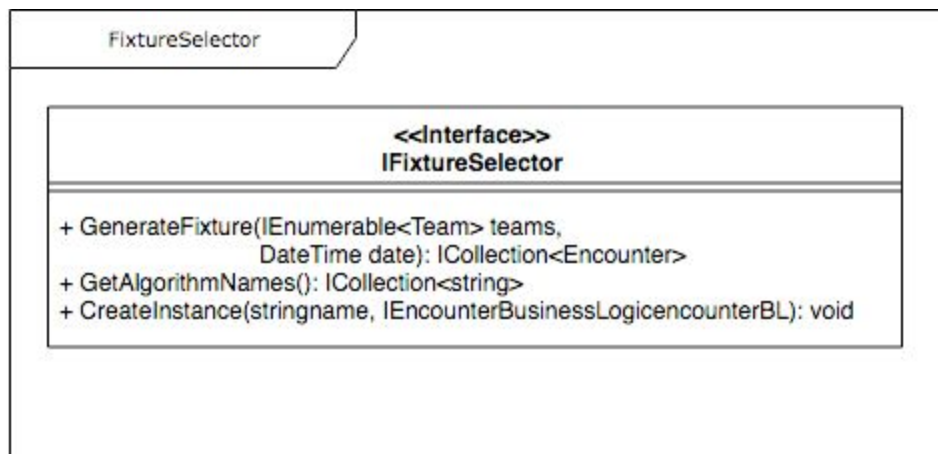 FixtureSelector
<<Interface>>
IFixtureSelector
+ GenerateFixture(IEnumerable<Team> teams,
DateTime date): ICollection<Encounter>
+ GetAlgorithmNames(): ICollection<string>
+ CreateInstance(stringname, IEncounterBusinessLogicencounterBL): void